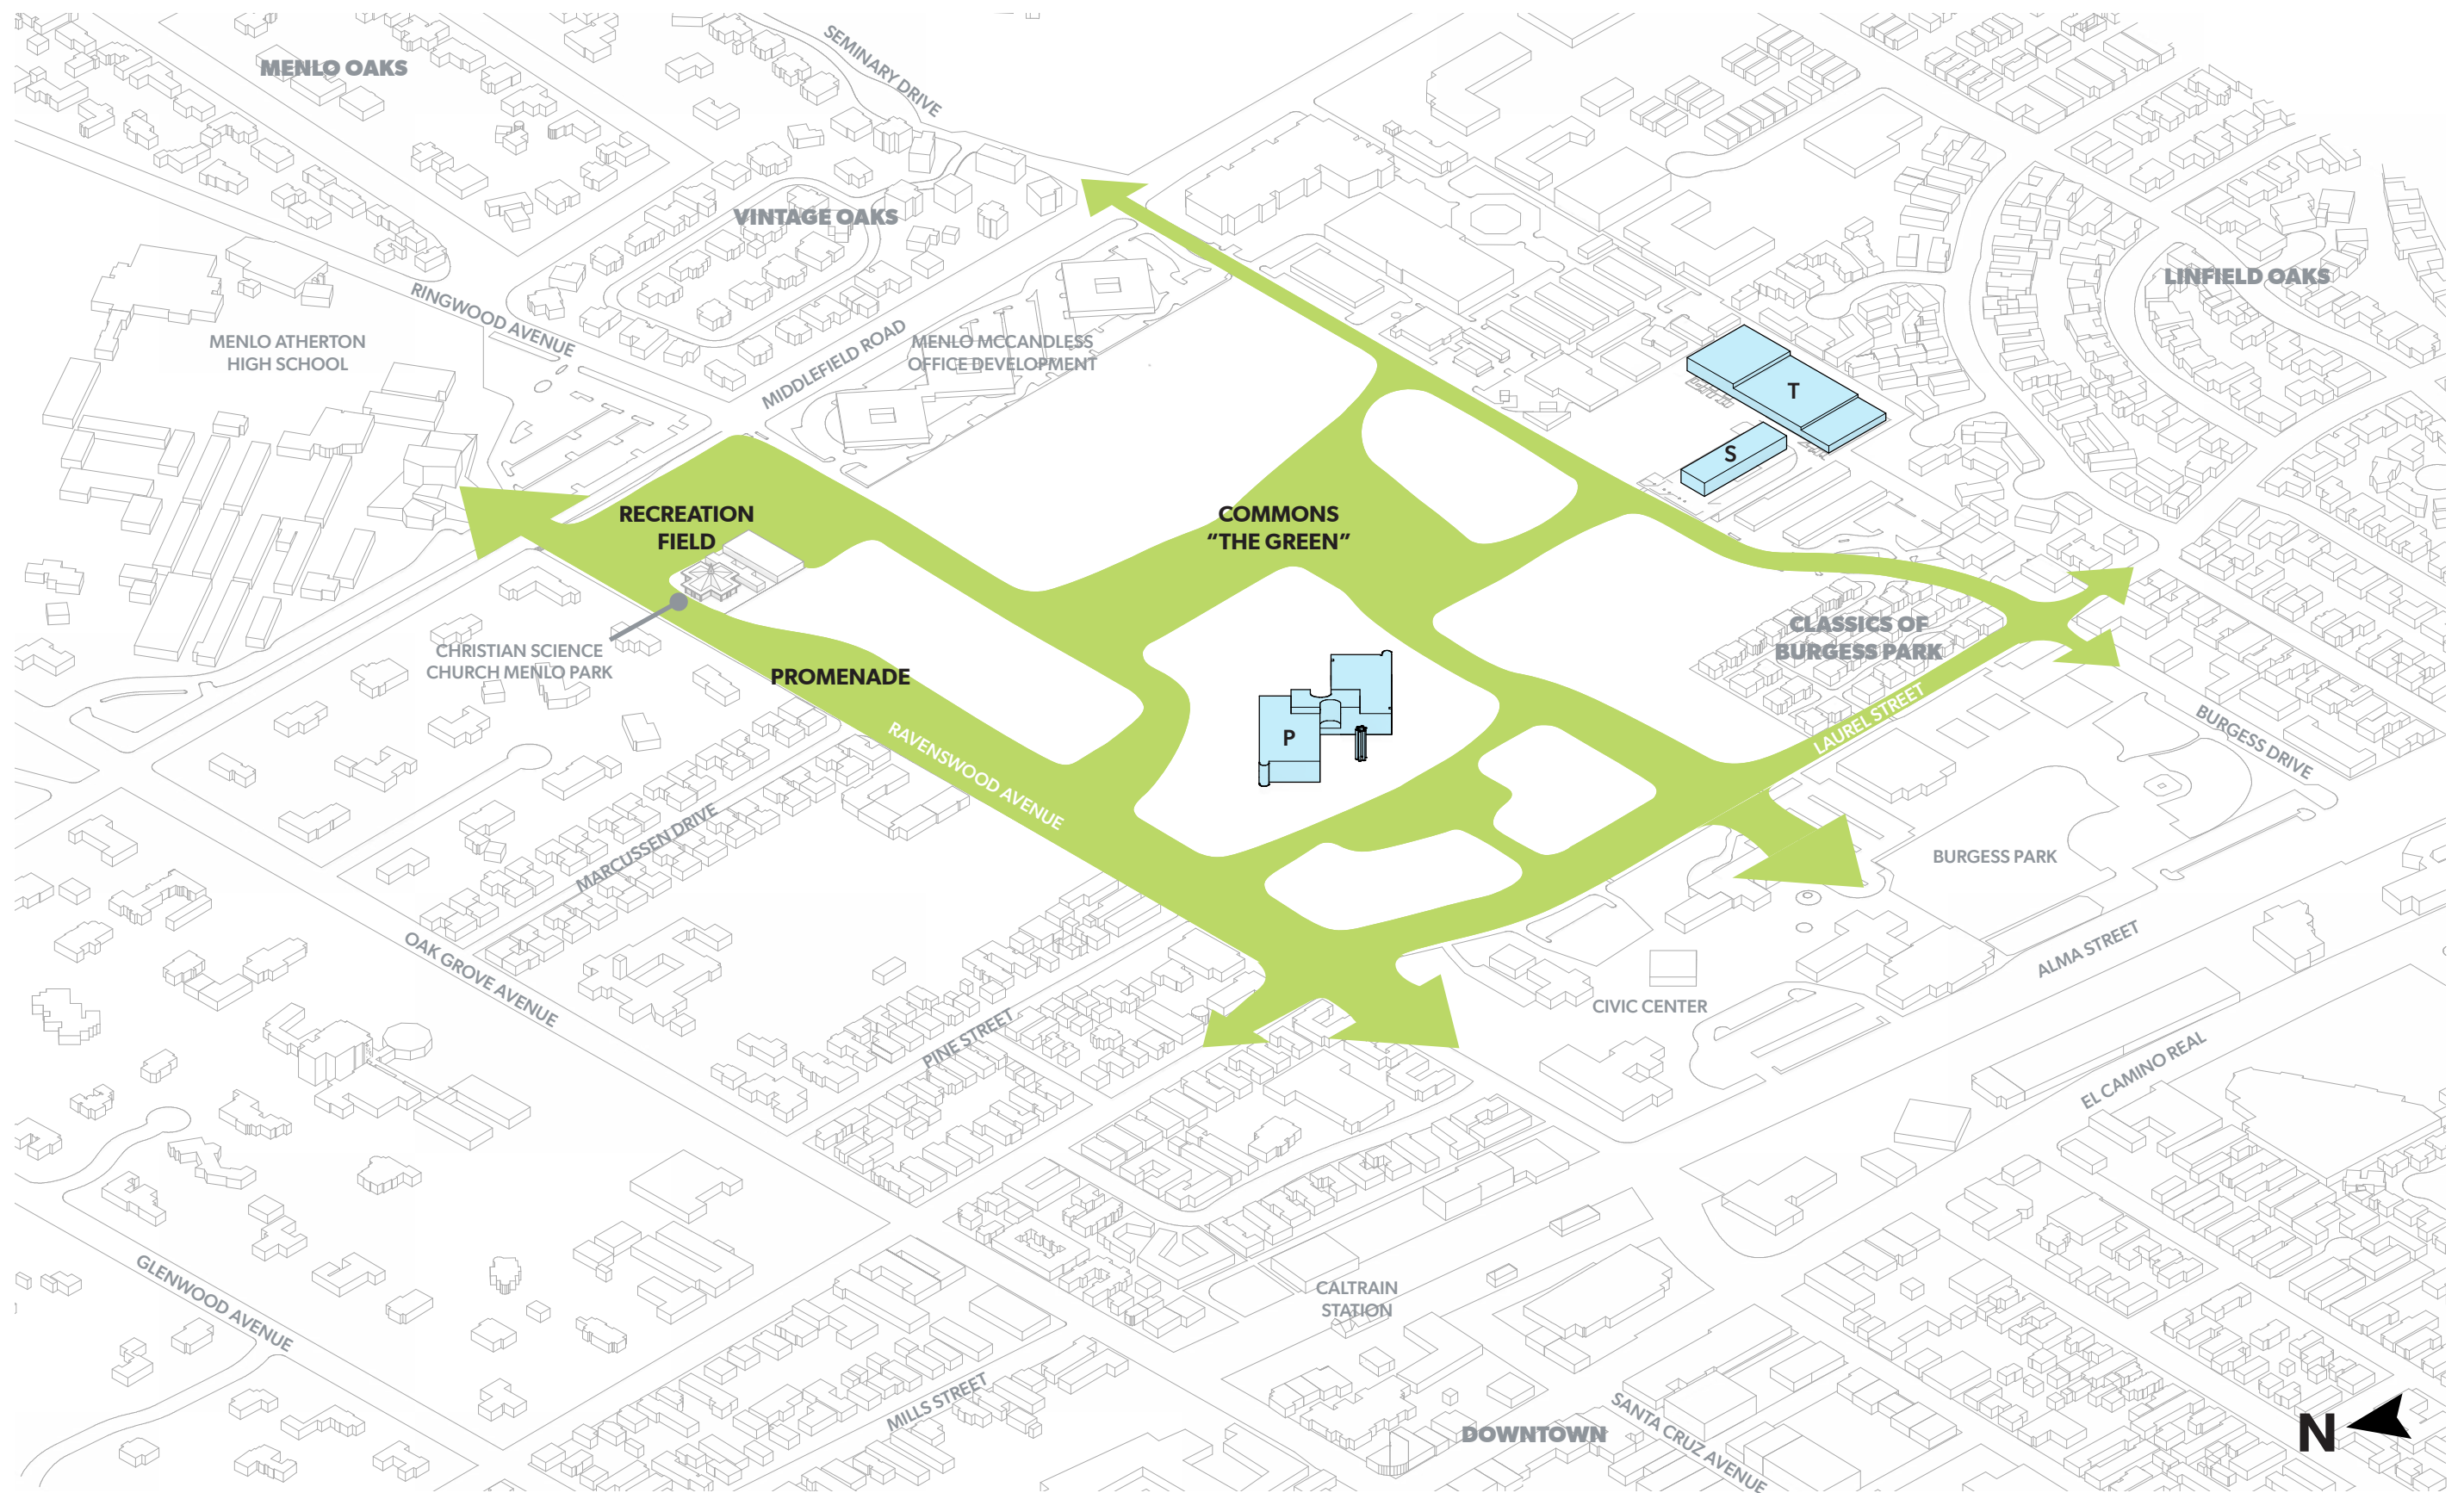 SEMINARY DRIVE
MENLO OAKS
VINTAGE OAKS
LINFIELD OAKS
RINGWOOD AVENUE
MENLO ATHERTON
HIGH SCHOOL
MIDDLEFIELD ROAD
MENLO MCCANDLESS
OFFICE DEVELOPMENT
T
S
RECREATION
FIELD
COMMONS
“THE GREEN”
CHRISTIAN SCIENCE
CHURCH MENLO PARK
PROMENADE
CLASSICS OF
BURGESS PARK
P
LAUREL STREET
BURGESS DRIVE
RAVENSWOOD AVENUE
MARCUSSEN DRIVE
BURGESS PARK
OAK GROVE AVENUE
ALMA STREET
CIVIC CENTER
PINE STREET
EL CAMINO REAL
GLENWOOD AVENUE
CALTRAIN
STATION
MILLS STREET
DOWNTOWN
SANTA CRUZ AVENUE
N